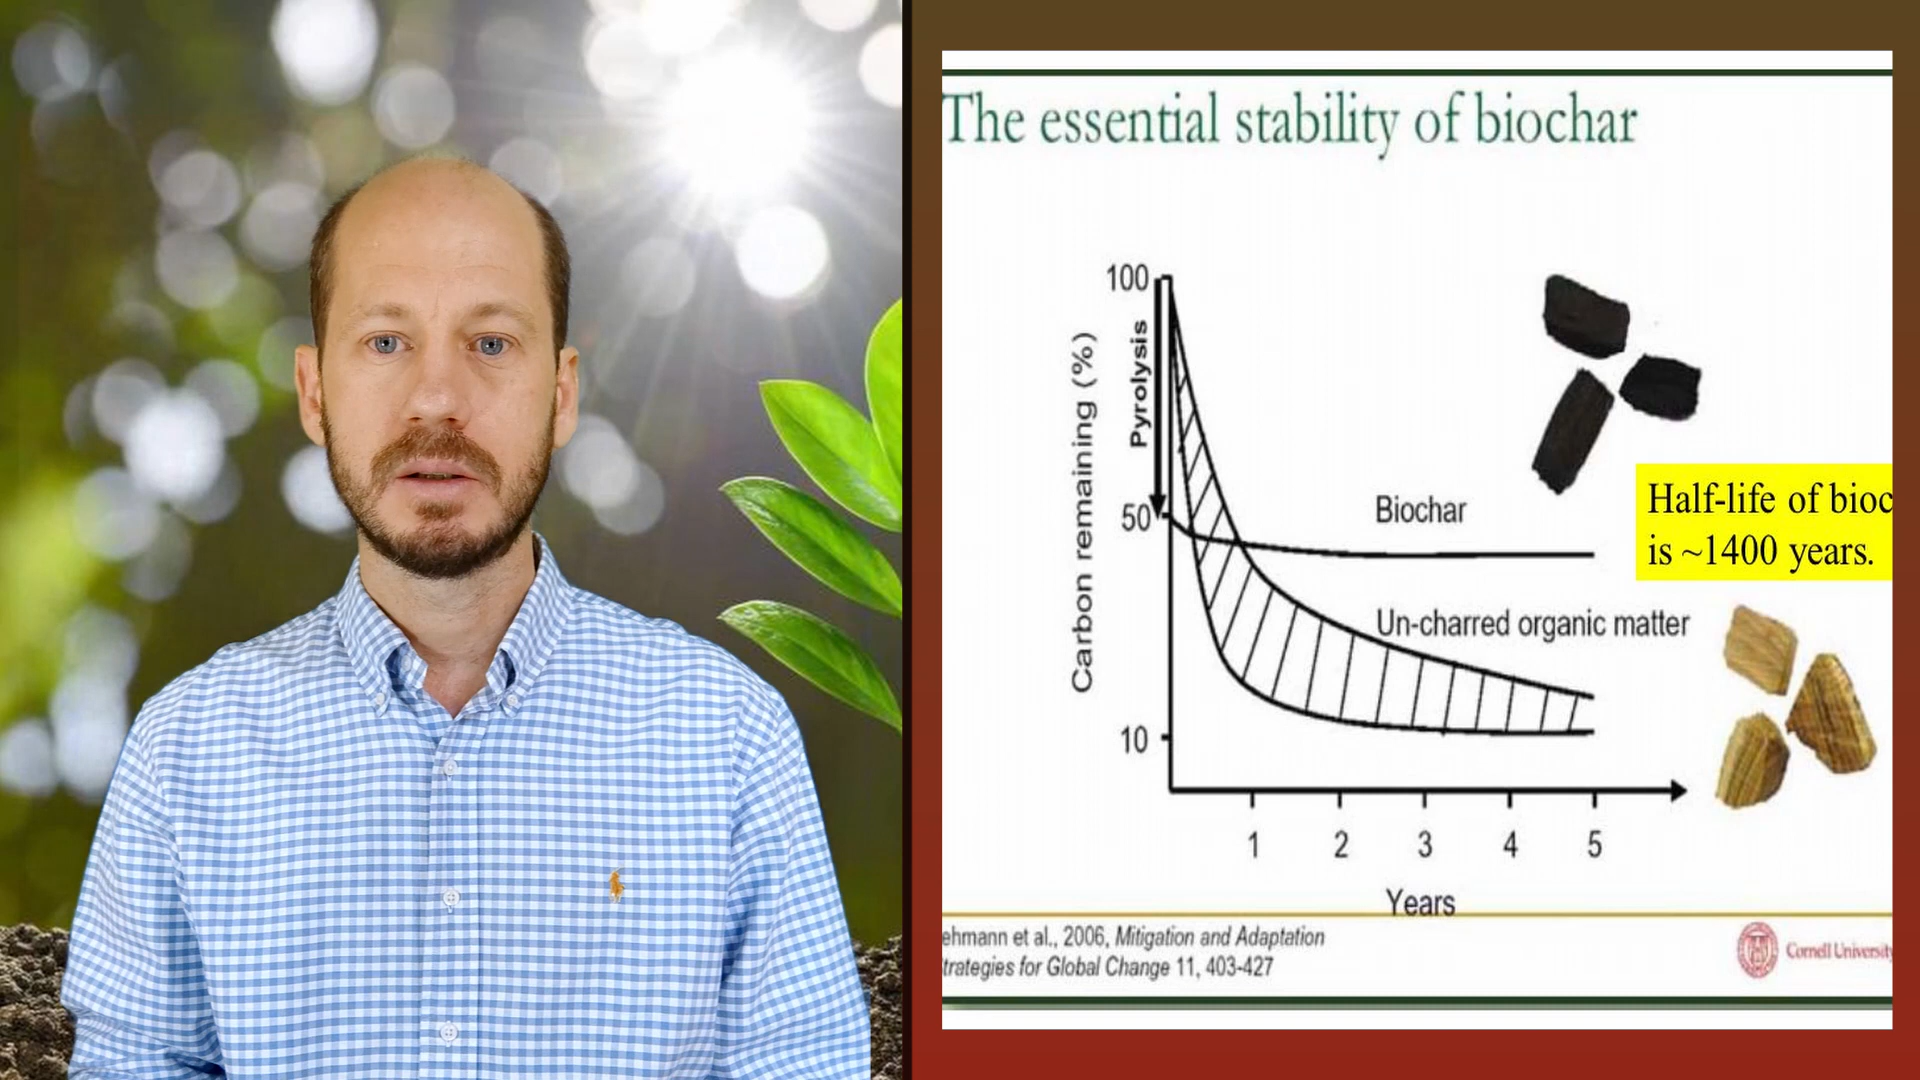 The essential stability of biochar
100
Pyrolysis
Carbon remaining (%)
50
Biochar
Half-life of bioc
is ~1400 years.
Un-charred organic matter
10
1 2 3 4 5
Years
ehmann et al., 2006, Mitigation and Adaptation
trategies for Global Change 11, 403-427
Cornell University